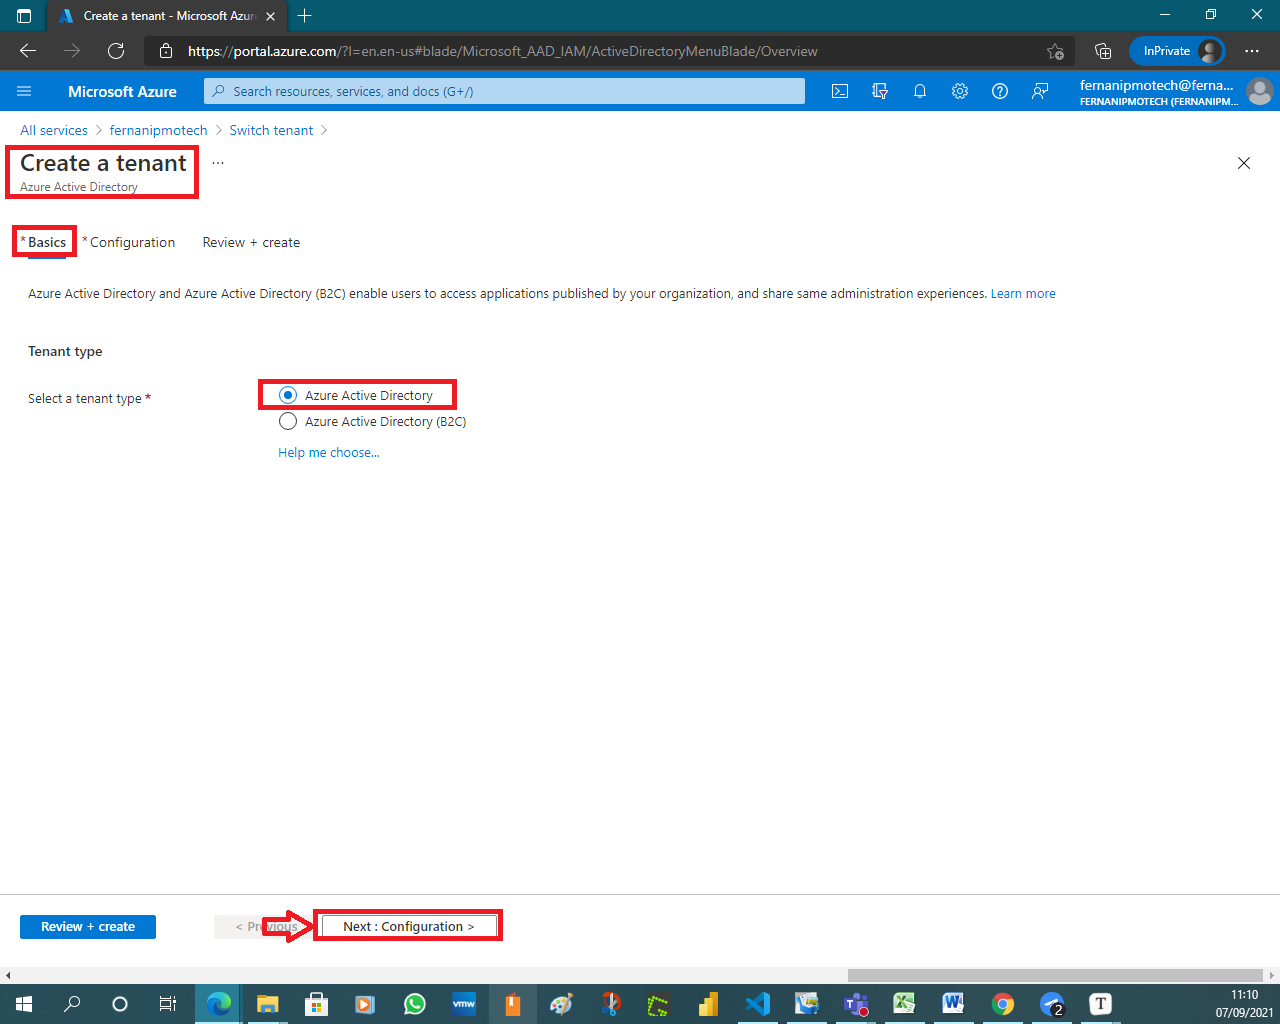 Create a tenant - Microsoft Azur
https://portal.azure.com/?l=en.en-us#blade/Microsoft_AAD_IAM/ActiveDirectoryMenuBlade/Overview
InPrivate
Microsoft Azure
Search resources, services, and docs (G+/)
fernanipmotech@ferna...
FERNANIPMOTECH (FERNANIPM...
All services > fernanipmotech > Switch tenant >
Create a tenant ...
Azure Active Directory
* Basics * Configuration Review + create
Azure Active Directory and Azure Active Directory (B2C) enable users to access applications published by your organization, and share same administration experiences. Learn more
Tenant type
Select a tenant type *
Azure Active Directory
Azure Active Directory (B2C)
Help me choose...
Review + create
< Previous
Next : Configuration >
vmw
2
T
11:10
07/09/2021